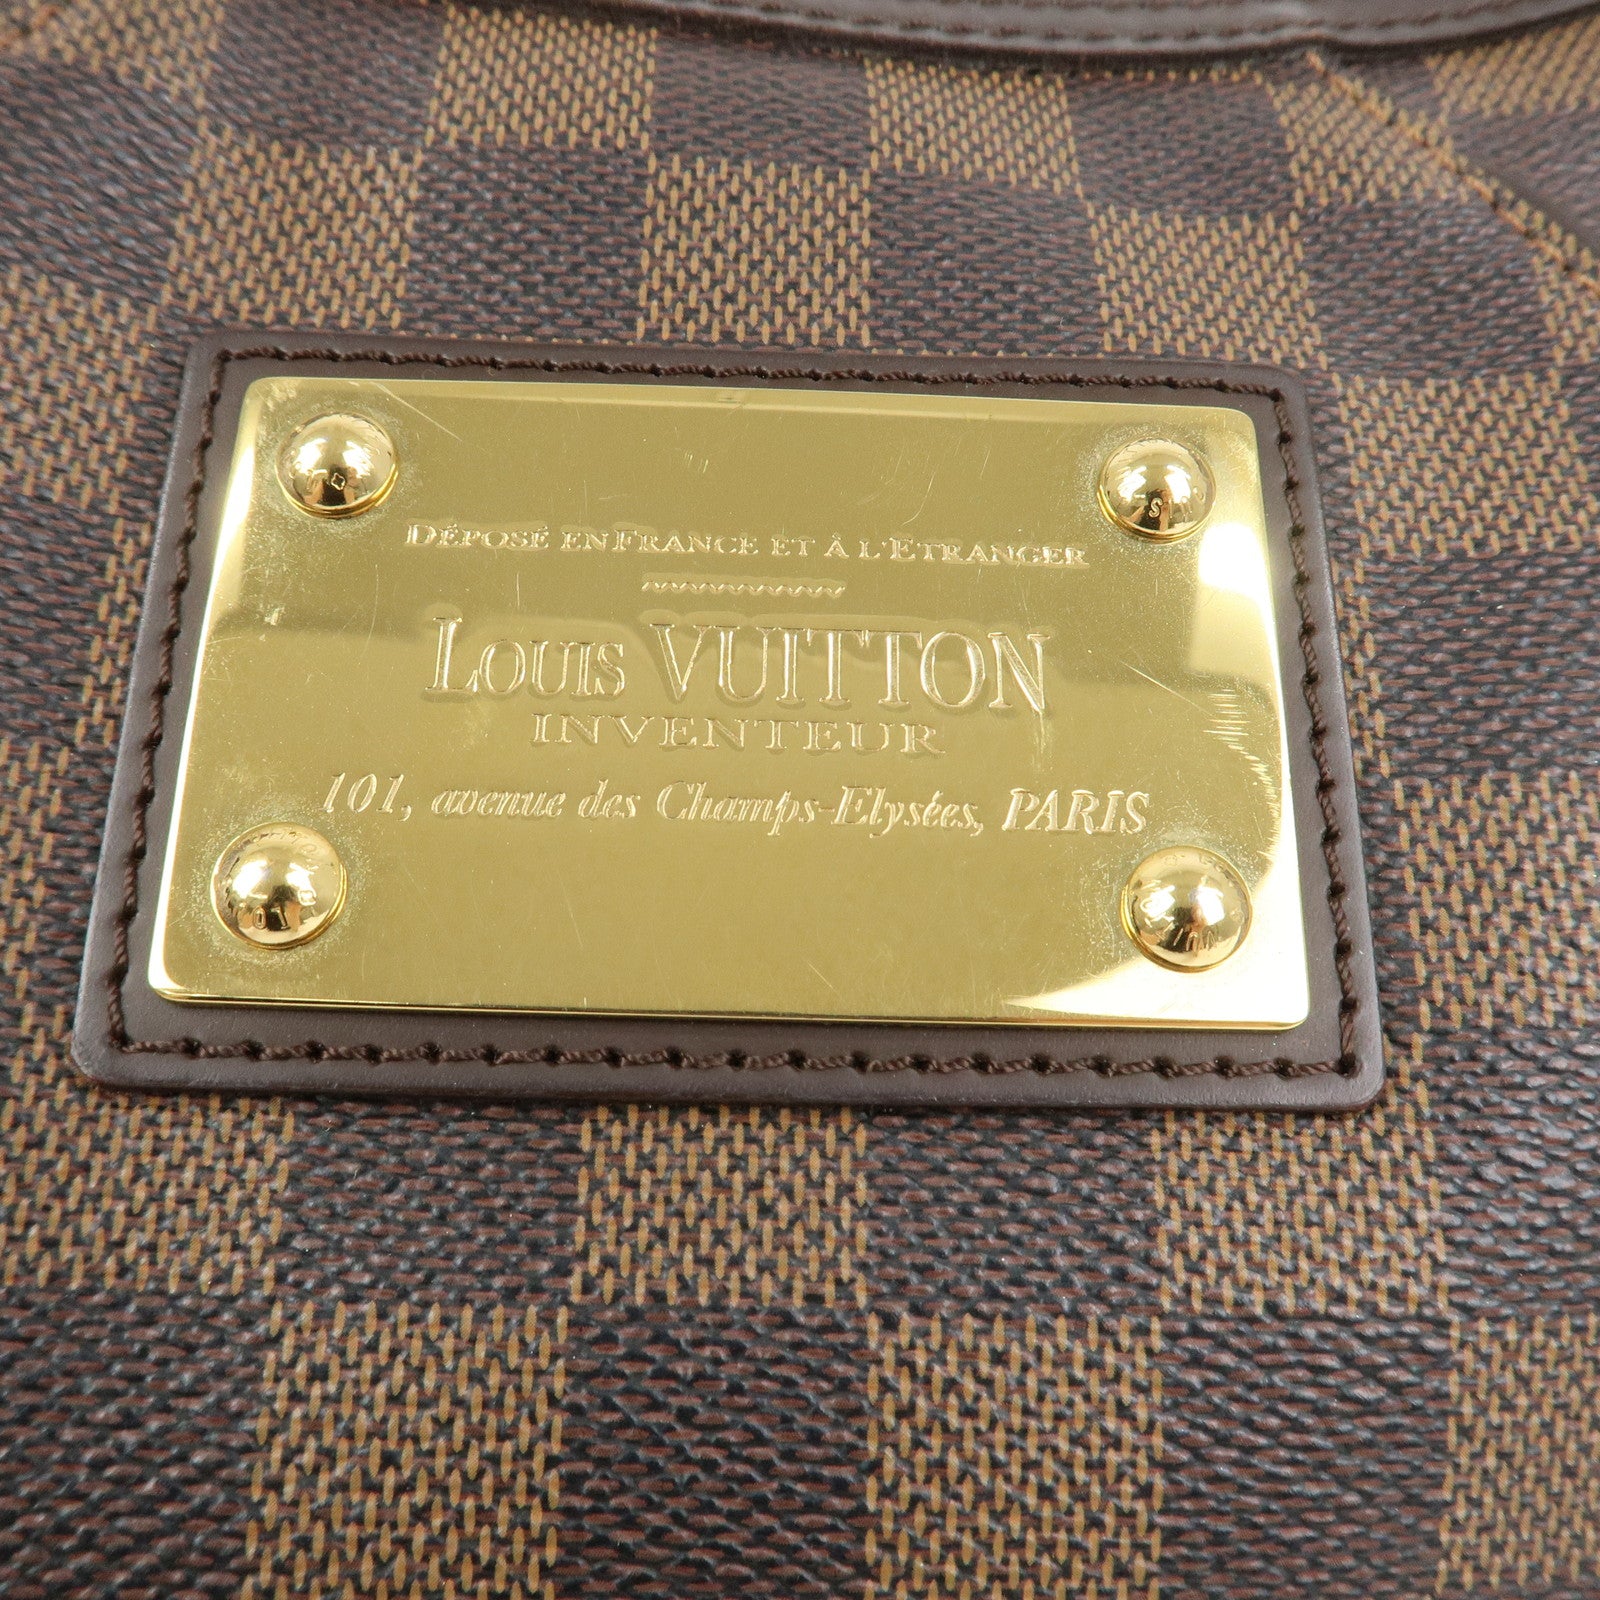 DÉPOSÉ EN FRANCE ET À L'ETRANGER
LOUIS VUITTON
INVENTEUR
101, avenue des Champs-Elysées, PARIS